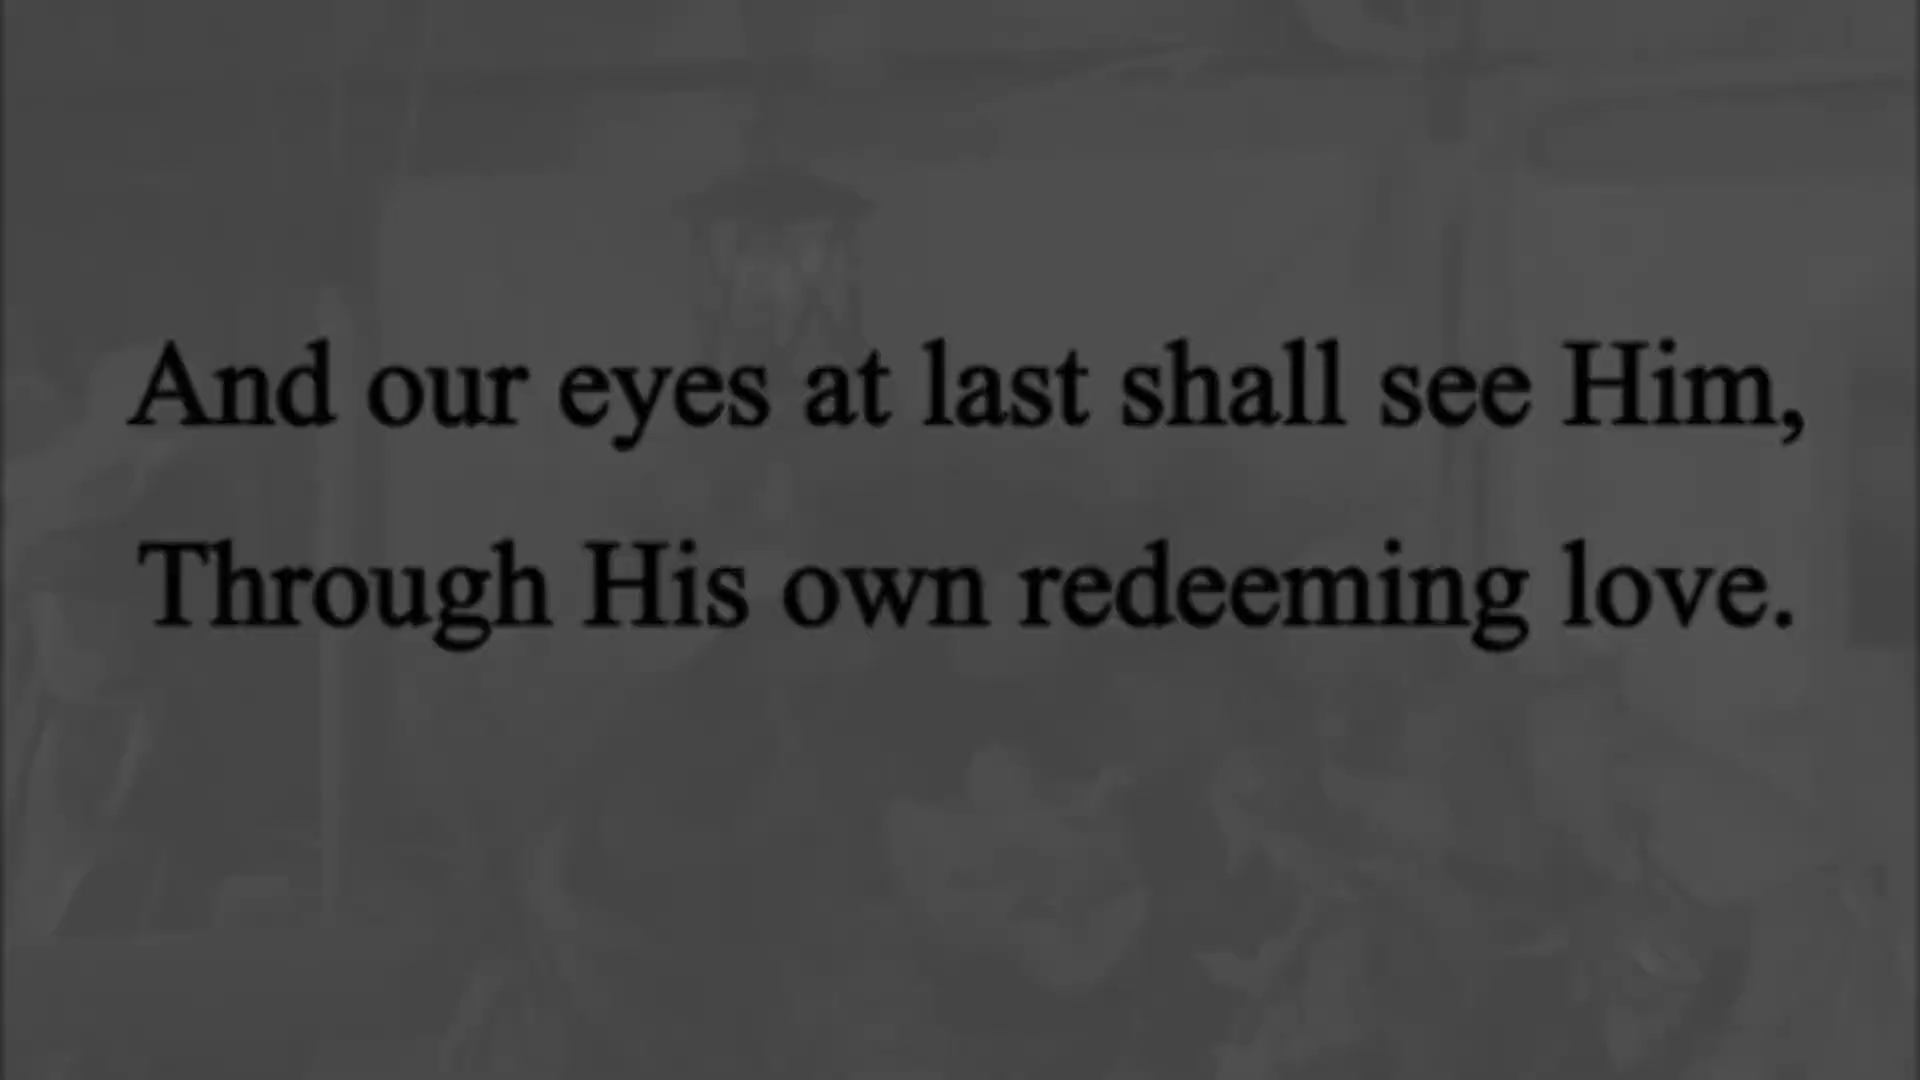 And our eyes at last shall see Him,
Through His own redeeming love.